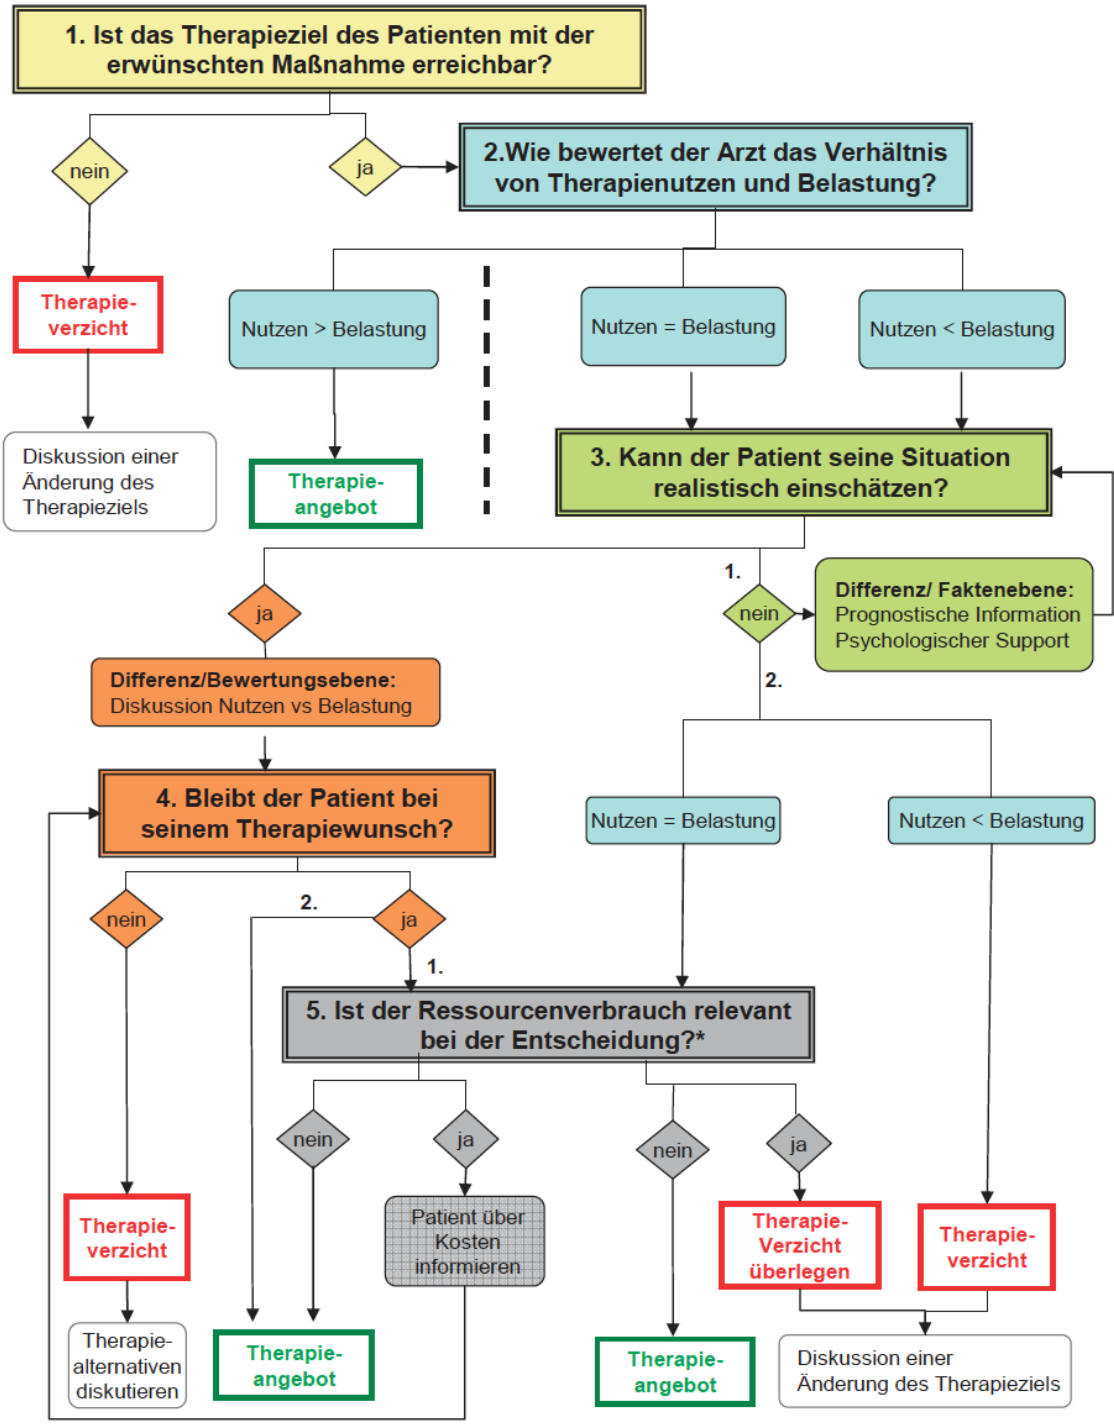 1. Ist das Therapieziel des Patienten mit der
erwünschten Maßnahme erreichbar?
nein
ja
2.Wie bewertet der Arzt das Verhältnis
von Therapienutzen und Belastung?
Therapie-
verzicht
Nutzen > Belastung
Nutzen = Belastung
Nutzen < Belastung
Diskussion einer
Änderung des
Therapieziels
Therapie-
angebot
3. Kann der Patient seine Situation
realistisch einschätzen?
ja
1.
nein
Differenz/ Faktenebene:
Prognostische Information
Psychologischer Support
2.
Differenz/Bewertungsebene:
Diskussion Nutzen vs Belastung
4. Bleibt der Patient bei
seinem Therapiewunsch?
Nutzen = Belastung
Nutzen < Belastung
nein
2.
ja
1.
5. Ist der Ressourcenverbrauch relevant
bei der Entscheidung?*
nein
ja
nein
ja
Therapie-
verzicht
Patient über
Kosten
informieren
Therapie-
Verzicht
überlegen
Therapie-
verzicht
Therapie-
alternativen
diskutieren
Therapie-
angebot
Therapie-
angebot
Diskussion einer
Änderung des Therapieziels